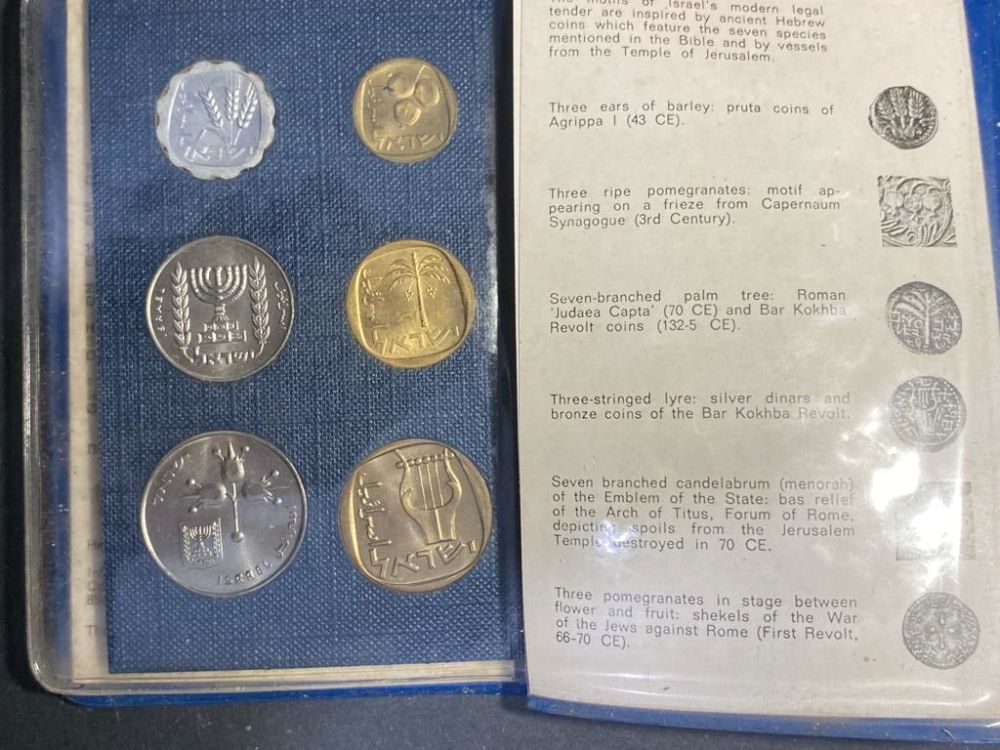 ישראל
اسرائيل
ישראל
ISRAEL
اسرائيل
ישראל
اسرائيل
ישראל
ישראל
اسرائيل
ISRAEL
اسرائيل
ישראל
The motifs of Israel's modern legal
tender are inspired by ancient Hebrew
coins which feature the seven species
mentioned in the Bible and by vessels
from the Temple of Jerusalem.
Three ears of barley: pruta coins of
Agrippa I (43 CE).
Three ripe pomegranates: motif ap-
pearing on a frieze from Capernaum
Synagogue (3rd Century).
Seven-branched palm tree: Roman
'Judaea Capta' (70 CE) and Bar Kokhba
Revolt coins (132-5 CE).
Three-stringed lyre: silver dinars and
bronze coins of the Bar Kokhba Revolt.
Seven branched candelabrum (menorah)
of the Emblem of the State: bas relief
of the Arch of Titus, Forum of Rome,
depicting spoils from the Jerusalem
Temple destroyed in 70 CE.
Three pomegranates in stage between
flower and fruit: shekels of the War
of the Jews against Rome (First Revolt,
66-70 CE).